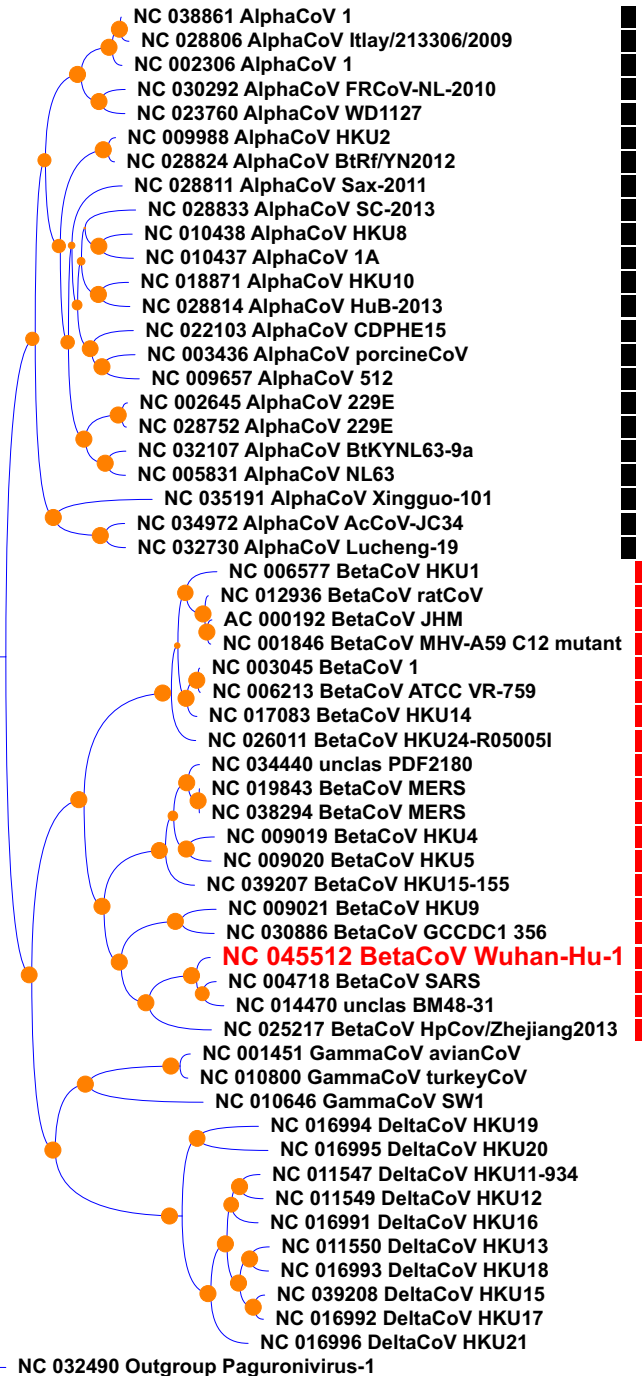 NC 038861 AlphaCoV 1
NC 028806 AlphaCoV Itlay/213306/2009
NC 002306 AlphaCoV 1
NC 030292 AlphaCoV FRCoV-NL-2010
NC 023760 AlphaCoV WD1127
NC 009988 AlphaCoV HKU2
NC 028824 AlphaCoV BtRf/YN2012
NC 028811 AlphaCoV Sax-2011
NC 028833 AlphaCoV SC-2013
NC 010438 AlphaCoV HKU8
NC 010437 AlphaCoV 1A
NC 018871 AlphaCoV HKU10
NC 028814 AlphaCoV HuB-2013
NC 022103 AlphaCoV CDPHE15
NC 003436 AlphaCoV porcineCoV
NC 009657 AlphaCoV 512
NC 002645 AlphaCoV 229E
NC 028752 AlphaCoV 229E
NC 032107 AlphaCoV BtKYNL63-9a
NC 005831 AlphaCoV NL63
NC 035191 AlphaCoV Xingguo-101
NC 034972 AlphaCoV AcCoV-JC34
NC 032730 AlphaCoV Lucheng-19
NC 006577 BetaCoV HKU1
NC 012936 BetaCoV ratCoV
AC 000192 BetaCoV JHM
NC 001846 BetaCoV MHV-A59 C12 mutant
NC 003045 BetaCoV 1
NC 006213 BetaCoV ATCC VR-759
NC 017083 BetaCoV HKU14
NC 026011 BetaCoV HKU24-R05005I
NC 034440 unclas PDF2180
NC 019843 BetaCoV MERS
NC 038294 BetaCoV MERS
NC 009019 BetaCoV HKU4
NC 009020 BetaCoV HKU5
NC 039207 BetaCoV HKU15-155
NC 009021 BetaCoV HKU9
NC 030886 BetaCoV GCCDC1 356
NC 045512 BetaCoV Wuhan-Hu-1
NC 004718 BetaCoV SARS
NC 014470 unclas BM48-31
NC 025217 BetaCoV HpCov/Zhejiang2013
NC 001451 GammaCoV avianCoV
NC 010800 GammaCoV turkeyCoV
NC 010646 GammaCoV SW1
NC 016994 DeltaCoV HKU19
NC 016995 DeltaCoV HKU20
NC 011547 DeltaCoV HKU11-934
NC 011549 DeltaCoV HKU12
NC 016991 DeltaCoV HKU16
NC 011550 DeltaCoV HKU13
NC 016993 DeltaCoV HKU18
NC 039208 DeltaCoV HKU15
NC 016992 DeltaCoV HKU17
NC 016996 DeltaCoV HKU21
NC 032490 Outgroup Paguronivirus-1